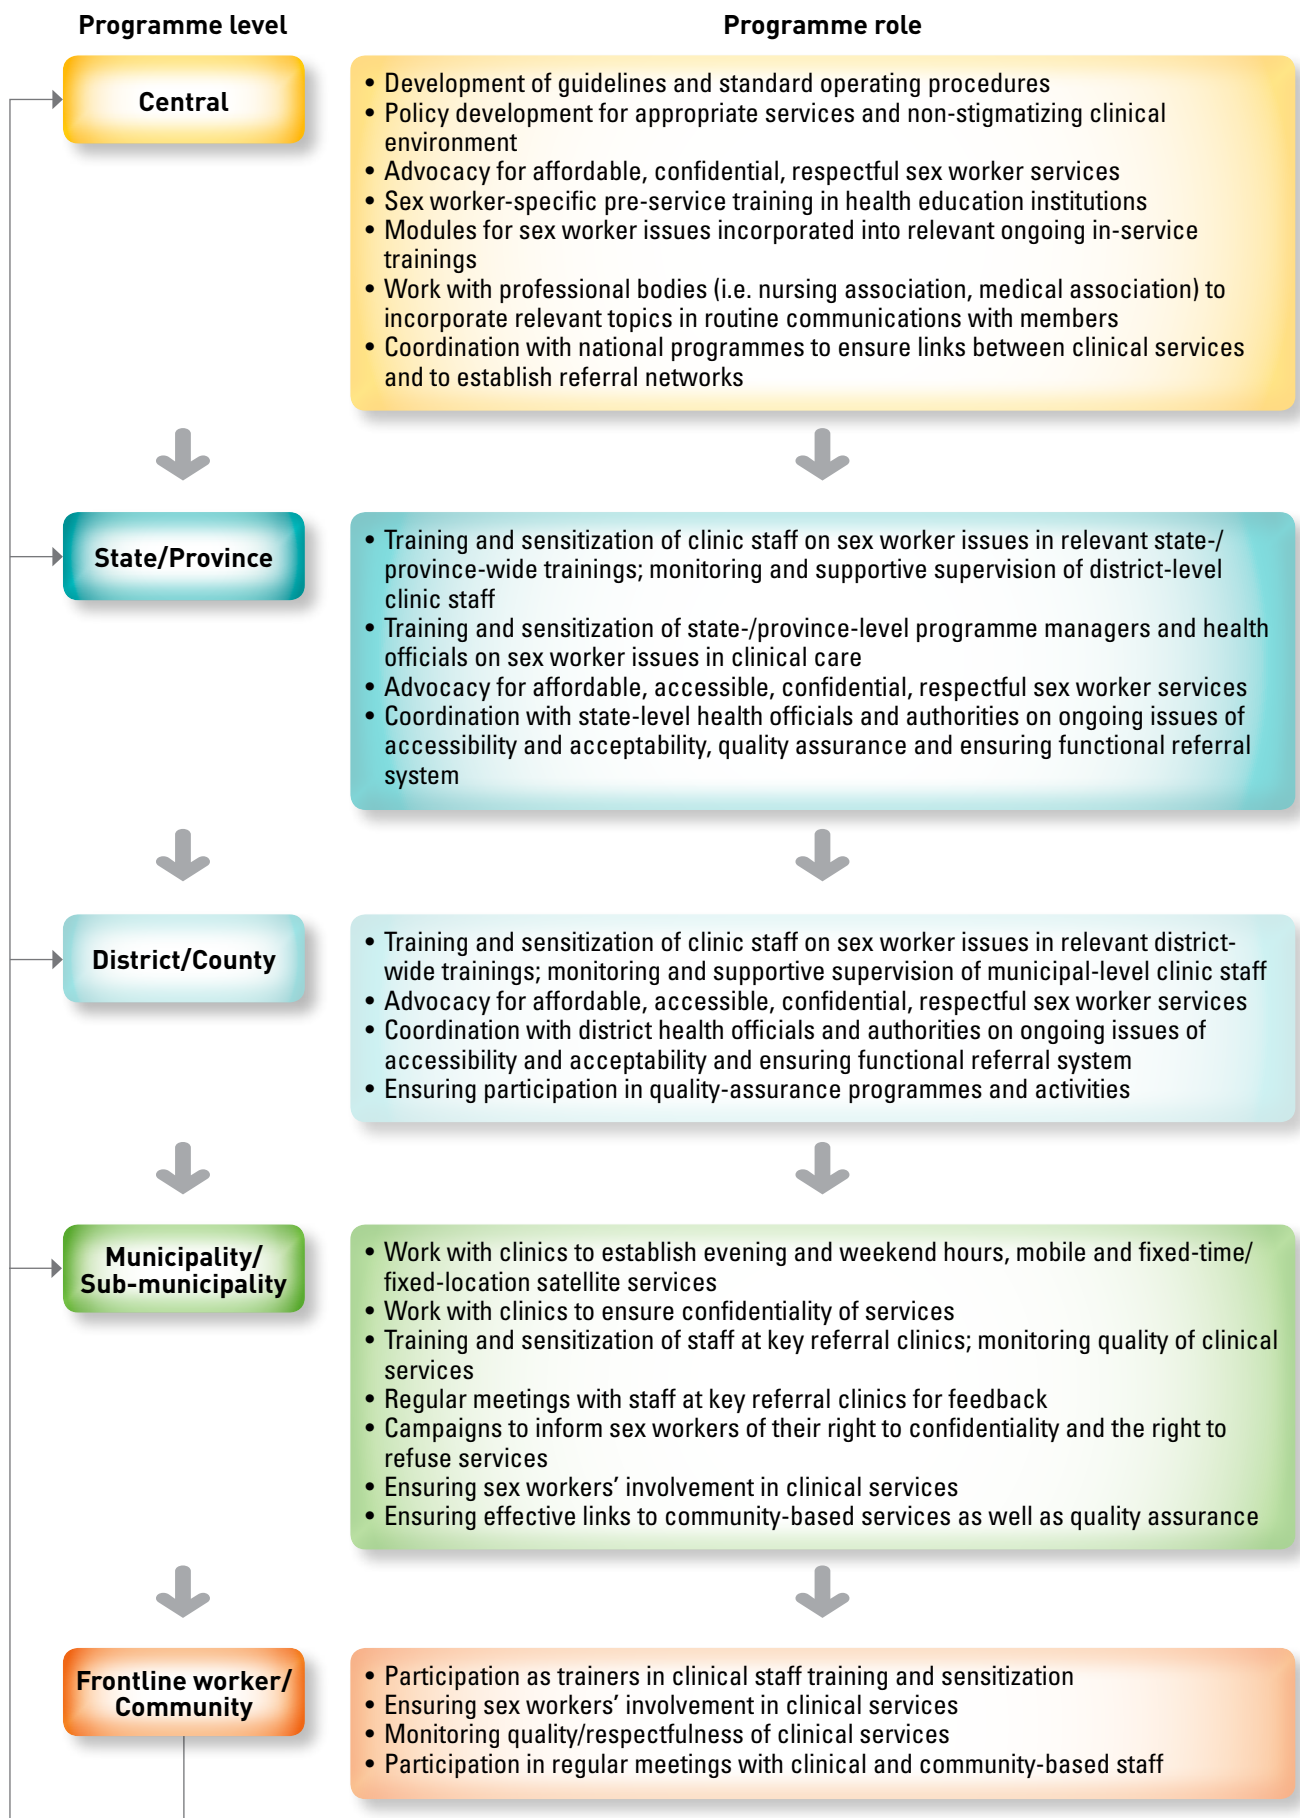 Programme level
Programme role
Central
• Development of guidelines and standard operating procedures
• Policy development for appropriate services and non-stigmatizing clinical
environment
• Advocacy for affordable, confidential, respectful sex worker services
• Sex worker-specific pre-service training in health education institutions
• Modules for sex worker issues incorporated into relevant ongoing in-service
trainings
• Work with professional bodies (i.e. nursing association, medical association) to
incorporate relevant topics in routine communications with members
• Coordination with national programmes to ensure links between clinical services
and to establish referral networks
State/Province
• Training and sensitization of clinic staff on sex worker issues in relevant state-/
province-wide trainings; monitoring and supportive supervision of district-level
clinic staff
• Training and sensitization of state-/province-level programme managers and health
officials on sex worker issues in clinical care
• Advocacy for affordable, accessible, confidential, respectful sex worker services
• Coordination with state-level health officials and authorities on ongoing issues of
accessibility and acceptability, quality assurance and ensuring functional referral
system
District/County
• Training and sensitization of clinic staff on sex worker issues in relevant district-
wide trainings; monitoring and supportive supervision of municipal-level clinic staff
• Advocacy for affordable, accessible, confidential, respectful sex worker services
• Coordination with district health officials and authorities on ongoing issues of
accessibility and acceptability and ensuring functional referral system
• Ensuring participation in quality-assurance programmes and activities
Municipality/
Sub-municipality
• Work with clinics to establish evening and weekend hours, mobile and fixed-time/
fixed-location satellite services
• Work with clinics to ensure confidentiality of services
• Training and sensitization of staff at key referral clinics; monitoring quality of clinical
services
• Regular meetings with staff at key referral clinics for feedback
• Campaigns to inform sex workers of their right to confidentiality and the right to
refuse services
• Ensuring sex workers’ involvement in clinical services
• Ensuring effective links to community-based services as well as quality assurance
Frontline worker/
Community
• Participation as trainers in clinical staff training and sensitization
• Ensuring sex workers’ involvement in clinical services
• Monitoring quality/respectfulness of clinical services
• Participation in regular meetings with clinical and community-based staff